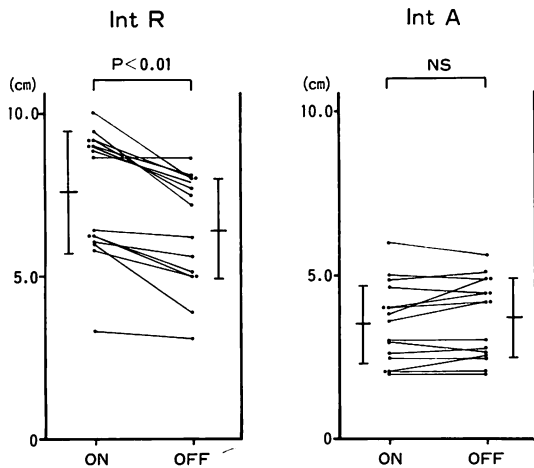 Int R
Int A
P<0.01
NS
(cm)
(cm)
10.0
10.0
5.0
5.0
0
0
ON OFF
ON OFF